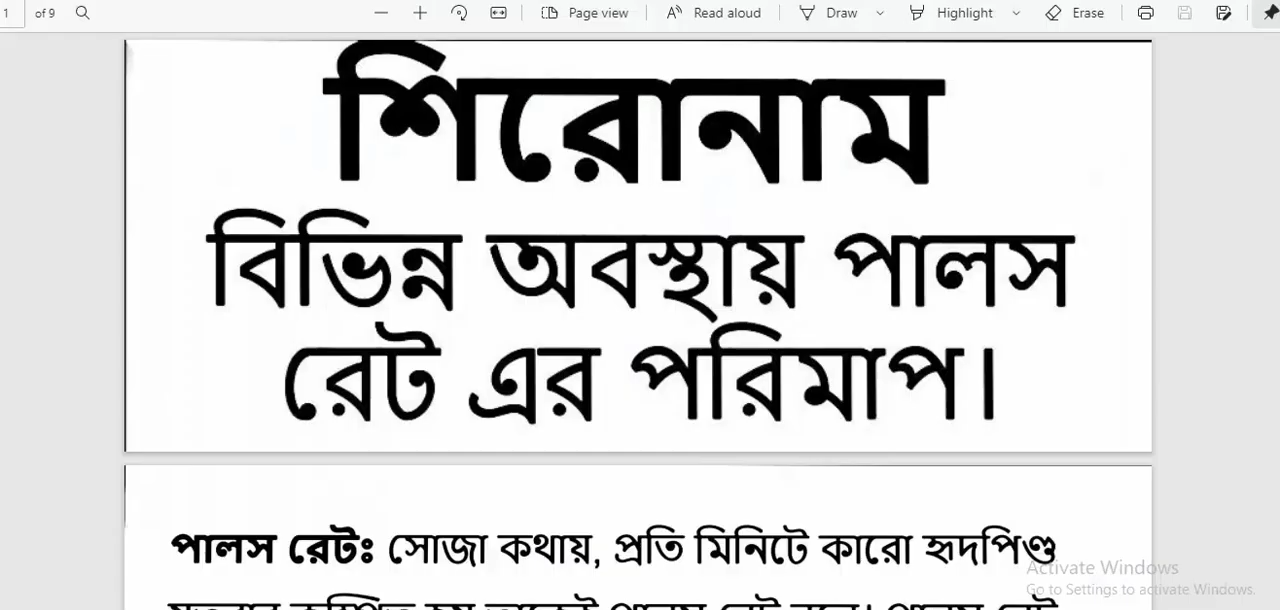 1 of 9 Page view Read aloud Draw Highlight Erase
শিরোনাম
বিভিন্ন অবস্থায় পালস
রেট এর পরিমাপ।
পালস রেটঃ সোজা কথায়, প্রতি মিনিটে কারো হৃদপিণ্ড
Activate Windows
Go to Settings to activate Windows.